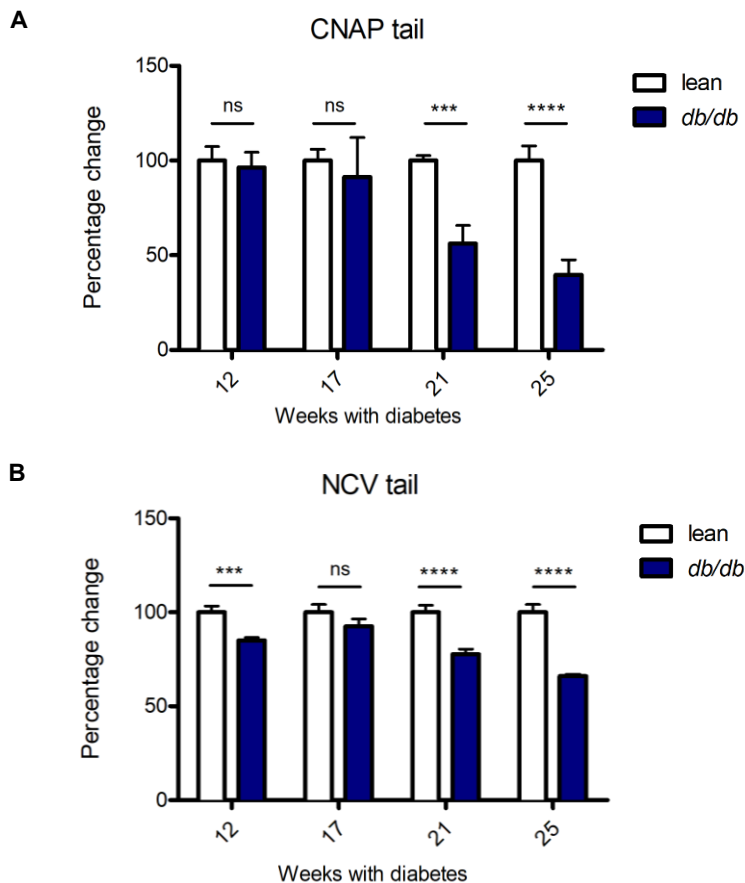 A
CNAP tail
150
100
50
0
Percentage change
ns
ns
***
****
lean
db/db
12
17
21
25
Weeks with diabetes
B
NCV tail
150
100
50
0
Percentage change
***
ns
****
****
lean
db/db
12
17
21
25
Weeks with diabetes